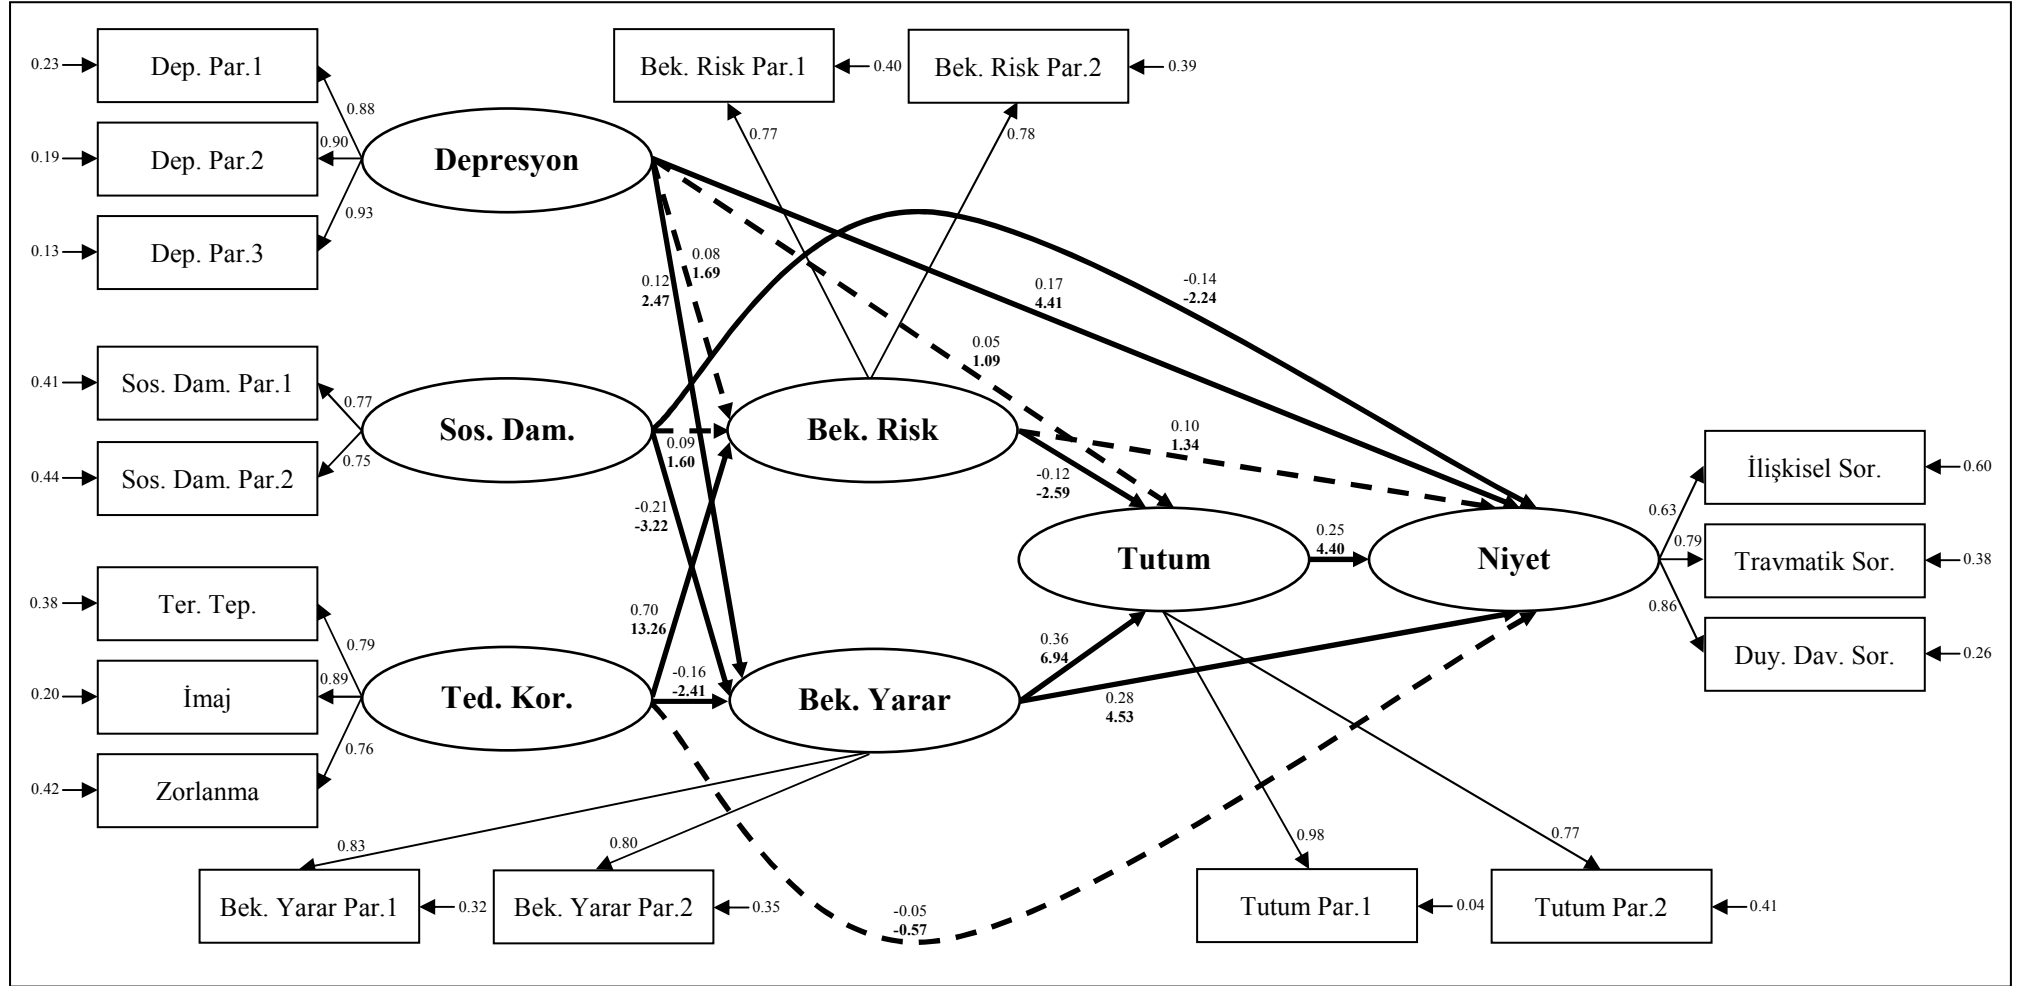 0.23
Dep. Par.1
0.88
0.19
Dep. Par.2
0.90
0.13
Dep. Par.3
0.93
Depresyon
Bek. Risk Par.1
0.40
Bek. Risk Par.2
0.39
0.77
0.78
0.08
1.69
0.12
2.47
0.17
4.41
-0.14
-2.24
0.05
1.09
0.41
Sos. Dam. Par.1
0.77
0.44
Sos. Dam. Par.2
0.75
Sos. Dam.
0.09
1.60
-0.21
-3.22
Bek. Risk
0.10
1.34
-0.12
-2.59
Tutum
0.25
4.40
Niyet
0.63
İlişkisel Sor.
0.60
0.79
Travmatik Sor.
0.38
0.86
Duy. Dav. Sor.
0.26
0.38
Ter. Tep.
0.79
0.20
İmaj
0.89
0.42
Zorlanma
0.76
Ted. Kor.
0.70
13.26
-0.16
-2.41
Bek. Yarar
0.36
6.94
0.28
4.53
0.83
0.80
Bek. Yarar Par.1
0.32
Bek. Yarar Par.2
0.35
-0.05
-0.57
0.98
0.77
Tutum Par.1
0.04
Tutum Par.2
0.41